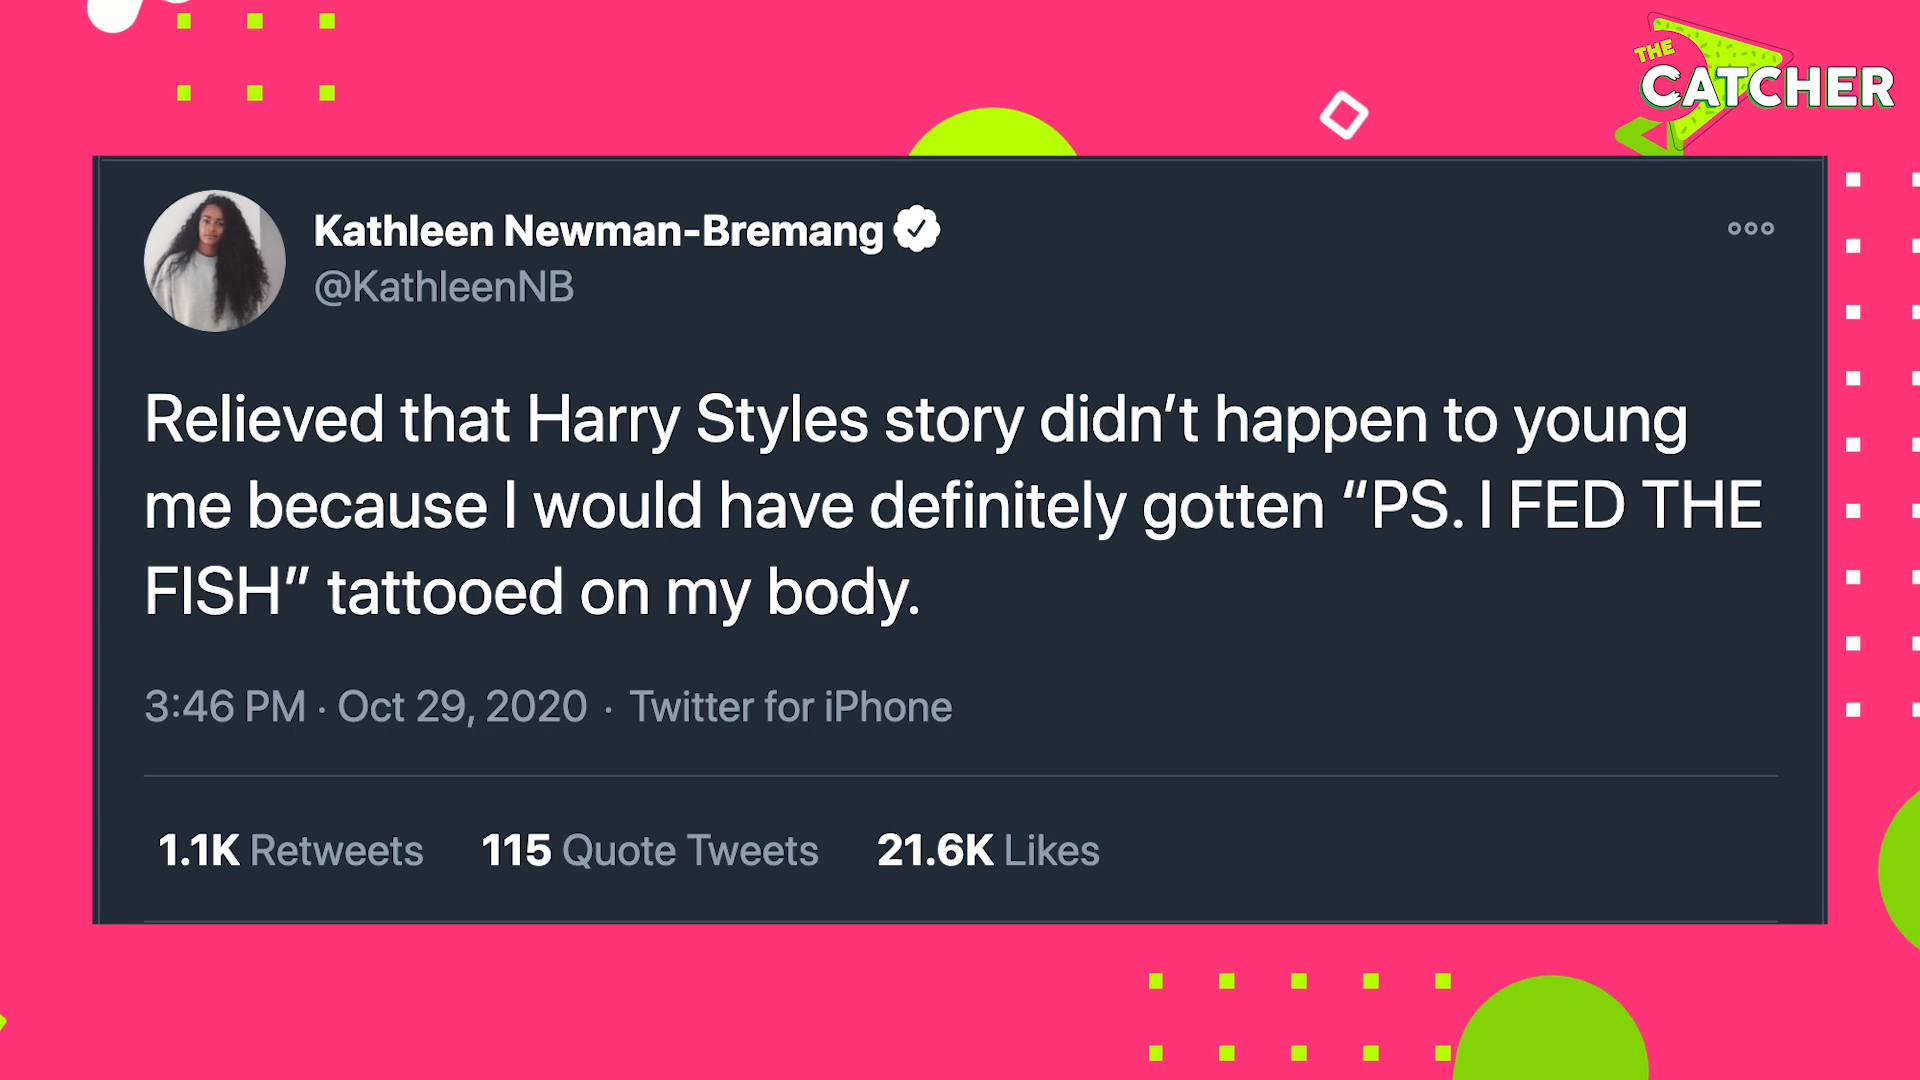 THE
CATCHER
Kathleen Newman-Bremang
@KathleenNB
Relieved that Harry Styles story didn’t happen to young
me because I would have definitely gotten “PS. I FED THE
FISH” tattooed on my body.
3:46 PM · Oct 29, 2020 · Twitter for iPhone
1.1K Retweets 115 Quote Tweets 21.6K Likes